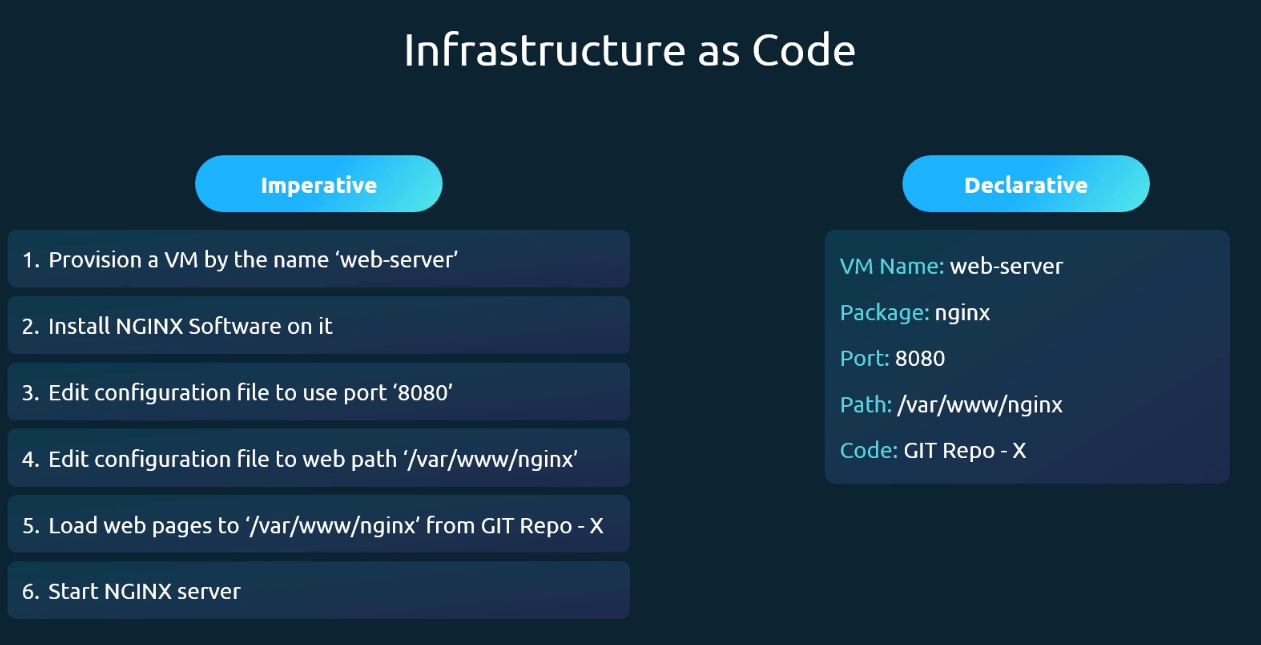 Infrastructure as Code
Imperative
1. Provision a VM by the name ‘web-server’
2. Install NGINX Software on it
3. Edit configuration file to use port ‘8080’
4. Edit configuration file to web path ‘/var/www/nginx’
5. Load web pages to ‘/var/www/nginx’ from GIT Repo - X
6. Start NGINX server
Declarative
VM Name: web-server
Package: nginx
Port: 8080
Path: /var/www/nginx
Code: GIT Repo - X